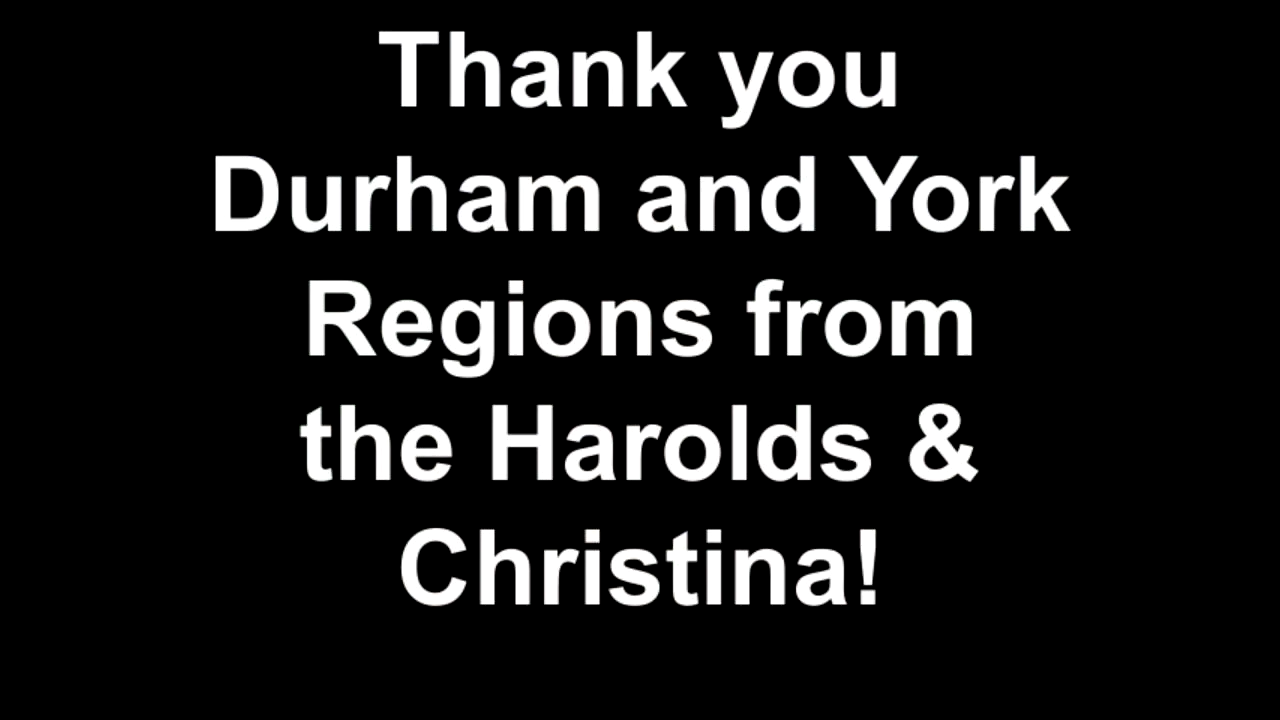 Thank you
Durham and York
Regions from
the Harolds &
Christina!